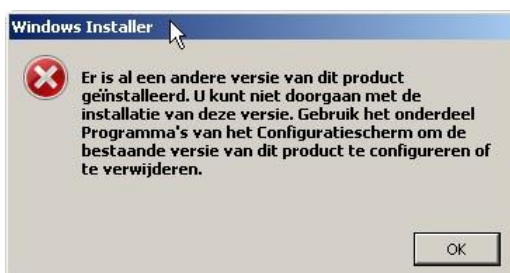 Windows Installer
Er is al een andere versie van dit product
geïnstalleerd. U kunt niet doorgaan met de
installatie van deze versie. Gebruik het onderdeel
Programma's van het Configuratiescherm om de
bestaande versie van dit product te configureren of
te verwijderen.
OK